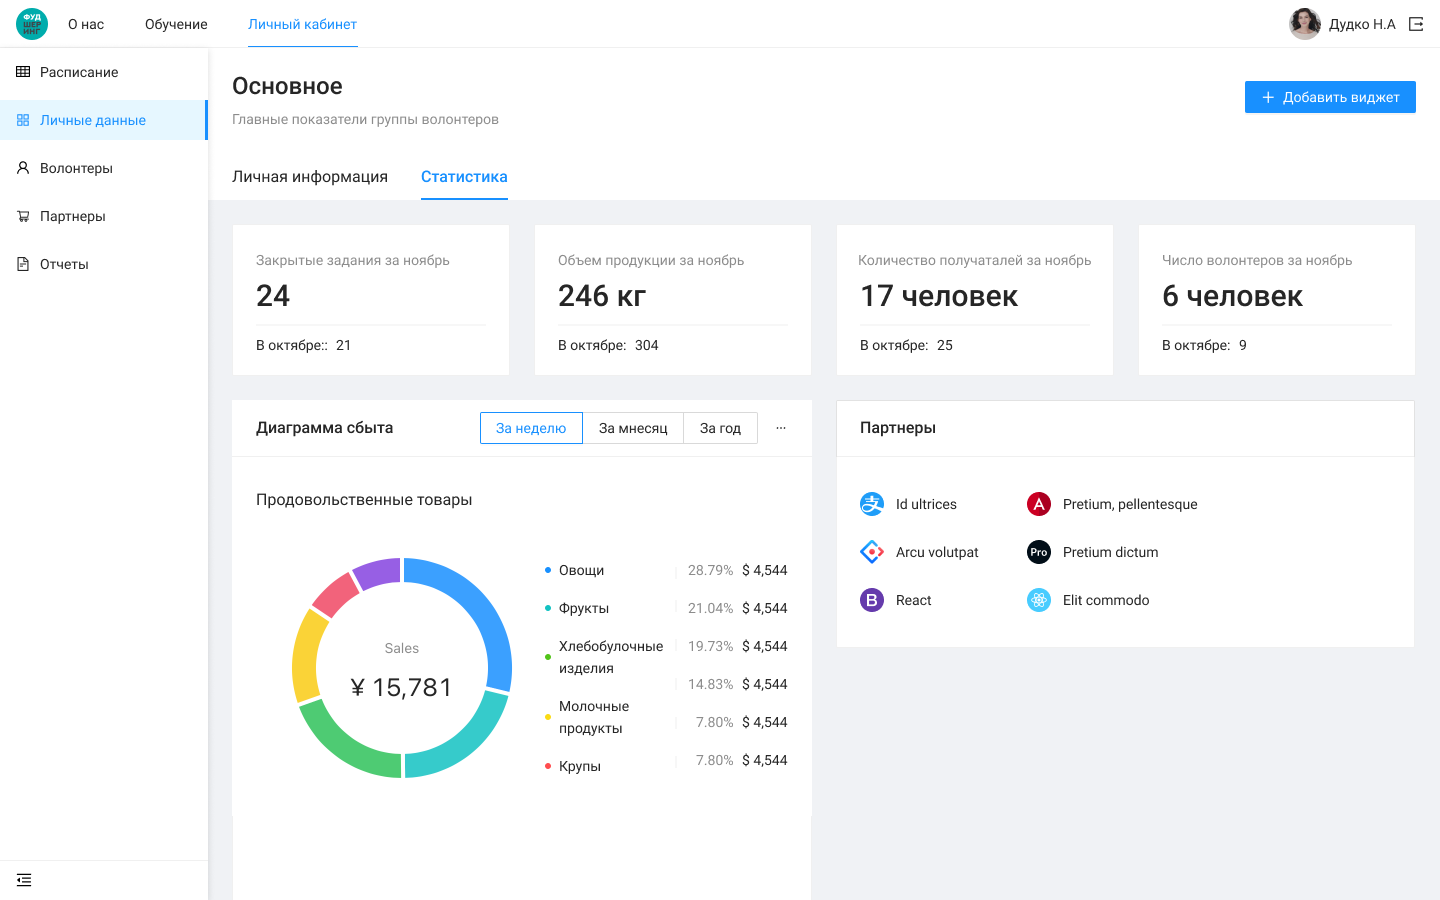 ФУД
ШЕР
ИНГ
О нас
Обучение
Личный кабинет
Дудко Н.А
Расписание
Личные данные
Волонтеры
Партнеры
Отчеты
Основное
Главные показатели группы волонтеров
Добавить виджет
Личная информация
Статистика
Закрытые задания за ноябрь
24
В октябре:: 21
Объем продукции за ноябрь
246 кг
В октябре: 304
Количество получаталей за ноябрь
17 человек
В октябре: 25
Число волонтеров за ноябрь
6 человек
В октябре: 9
Диаграмма сбыта
За неделю
За мнесяц
За год
...
Продовольственные товары
Sales
¥ 15,781
Овощи
Фрукты
Хлебобулочные
изделия
Молочные
продукты
Крупы
28.79% $ 4,544
21.04% $ 4,544
19.73% $ 4,544
14.83% $ 4,544
7.80% $ 4,544
7.80% $ 4,544
Партнеры
Id ultrices
A Pretium, pellentesque
Arcu volutpat
Pro Pretium dictum
B React
Elit commodo